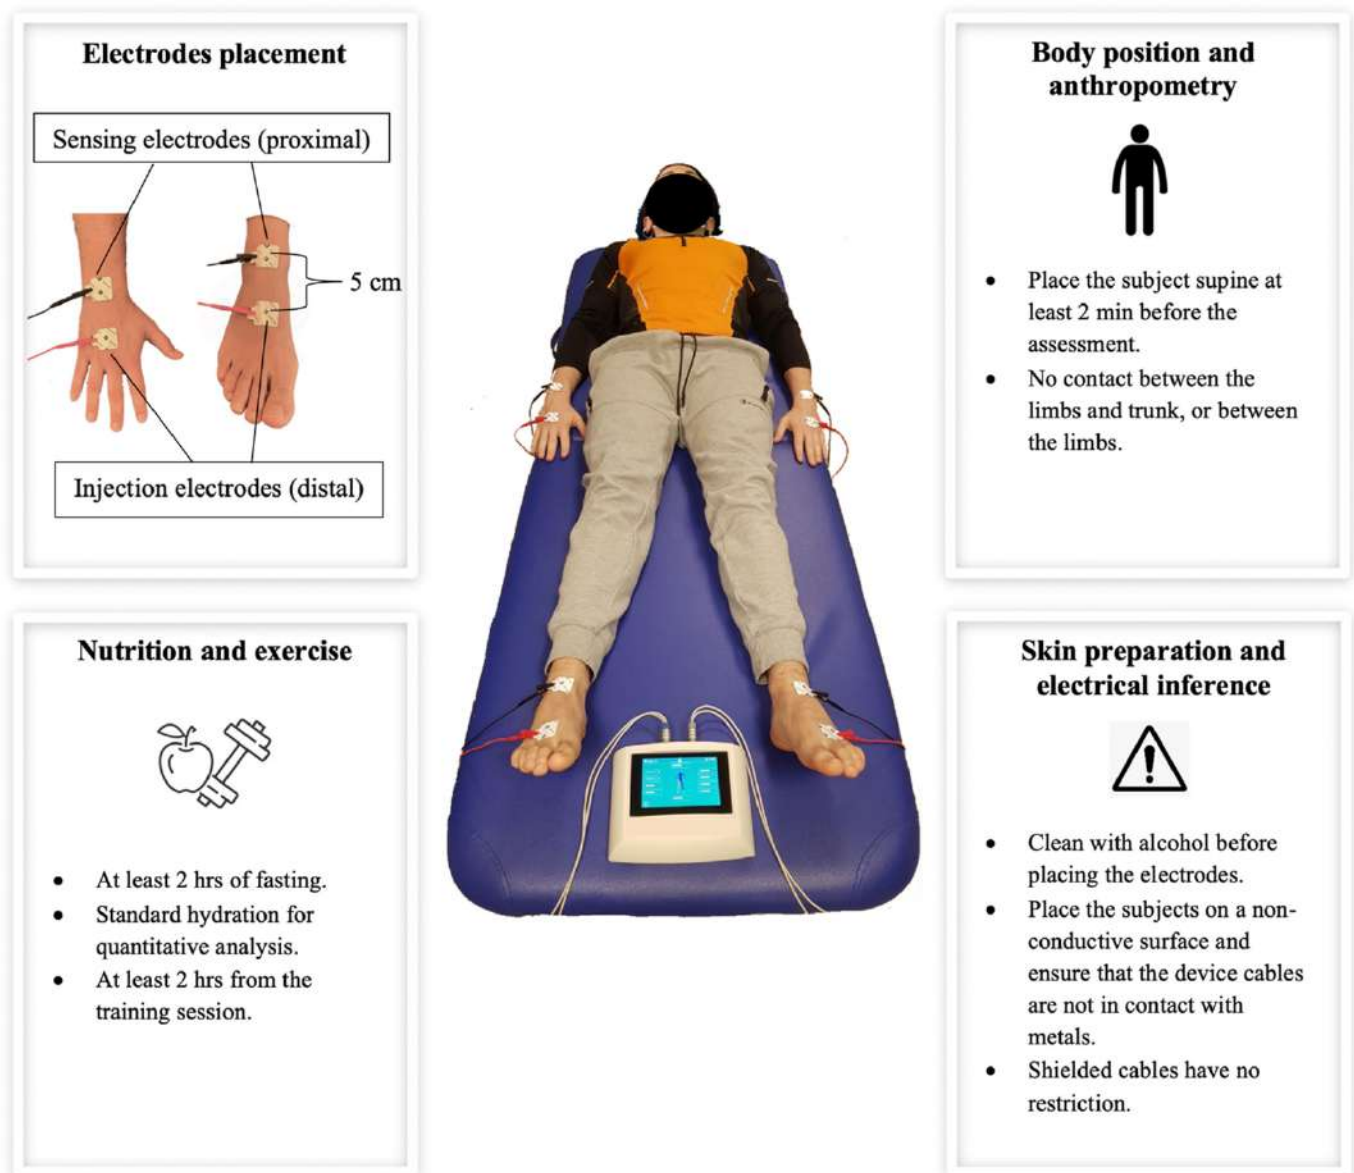 Electrodes placement
Sensing electrodes (proximal)
5 cm
Injection electrodes (distal)
Body position and
anthropometry
• Place the subject supine at
least 2 min before the
assessment.
• No contact between the
limbs and trunk, or between
the limbs.
Nutrition and exercise
• At least 2 hrs of fasting.
• Standard hydration for
quantitative analysis.
• At least 2 hrs from the
training session.
Skin preparation and
electrical inference
• Clean with alcohol before
placing the electrodes.
• Place the subjects on a non-
conductive surface and
ensure that the device cables
are not in contact with
metals.
• Shielded cables have no
restriction.